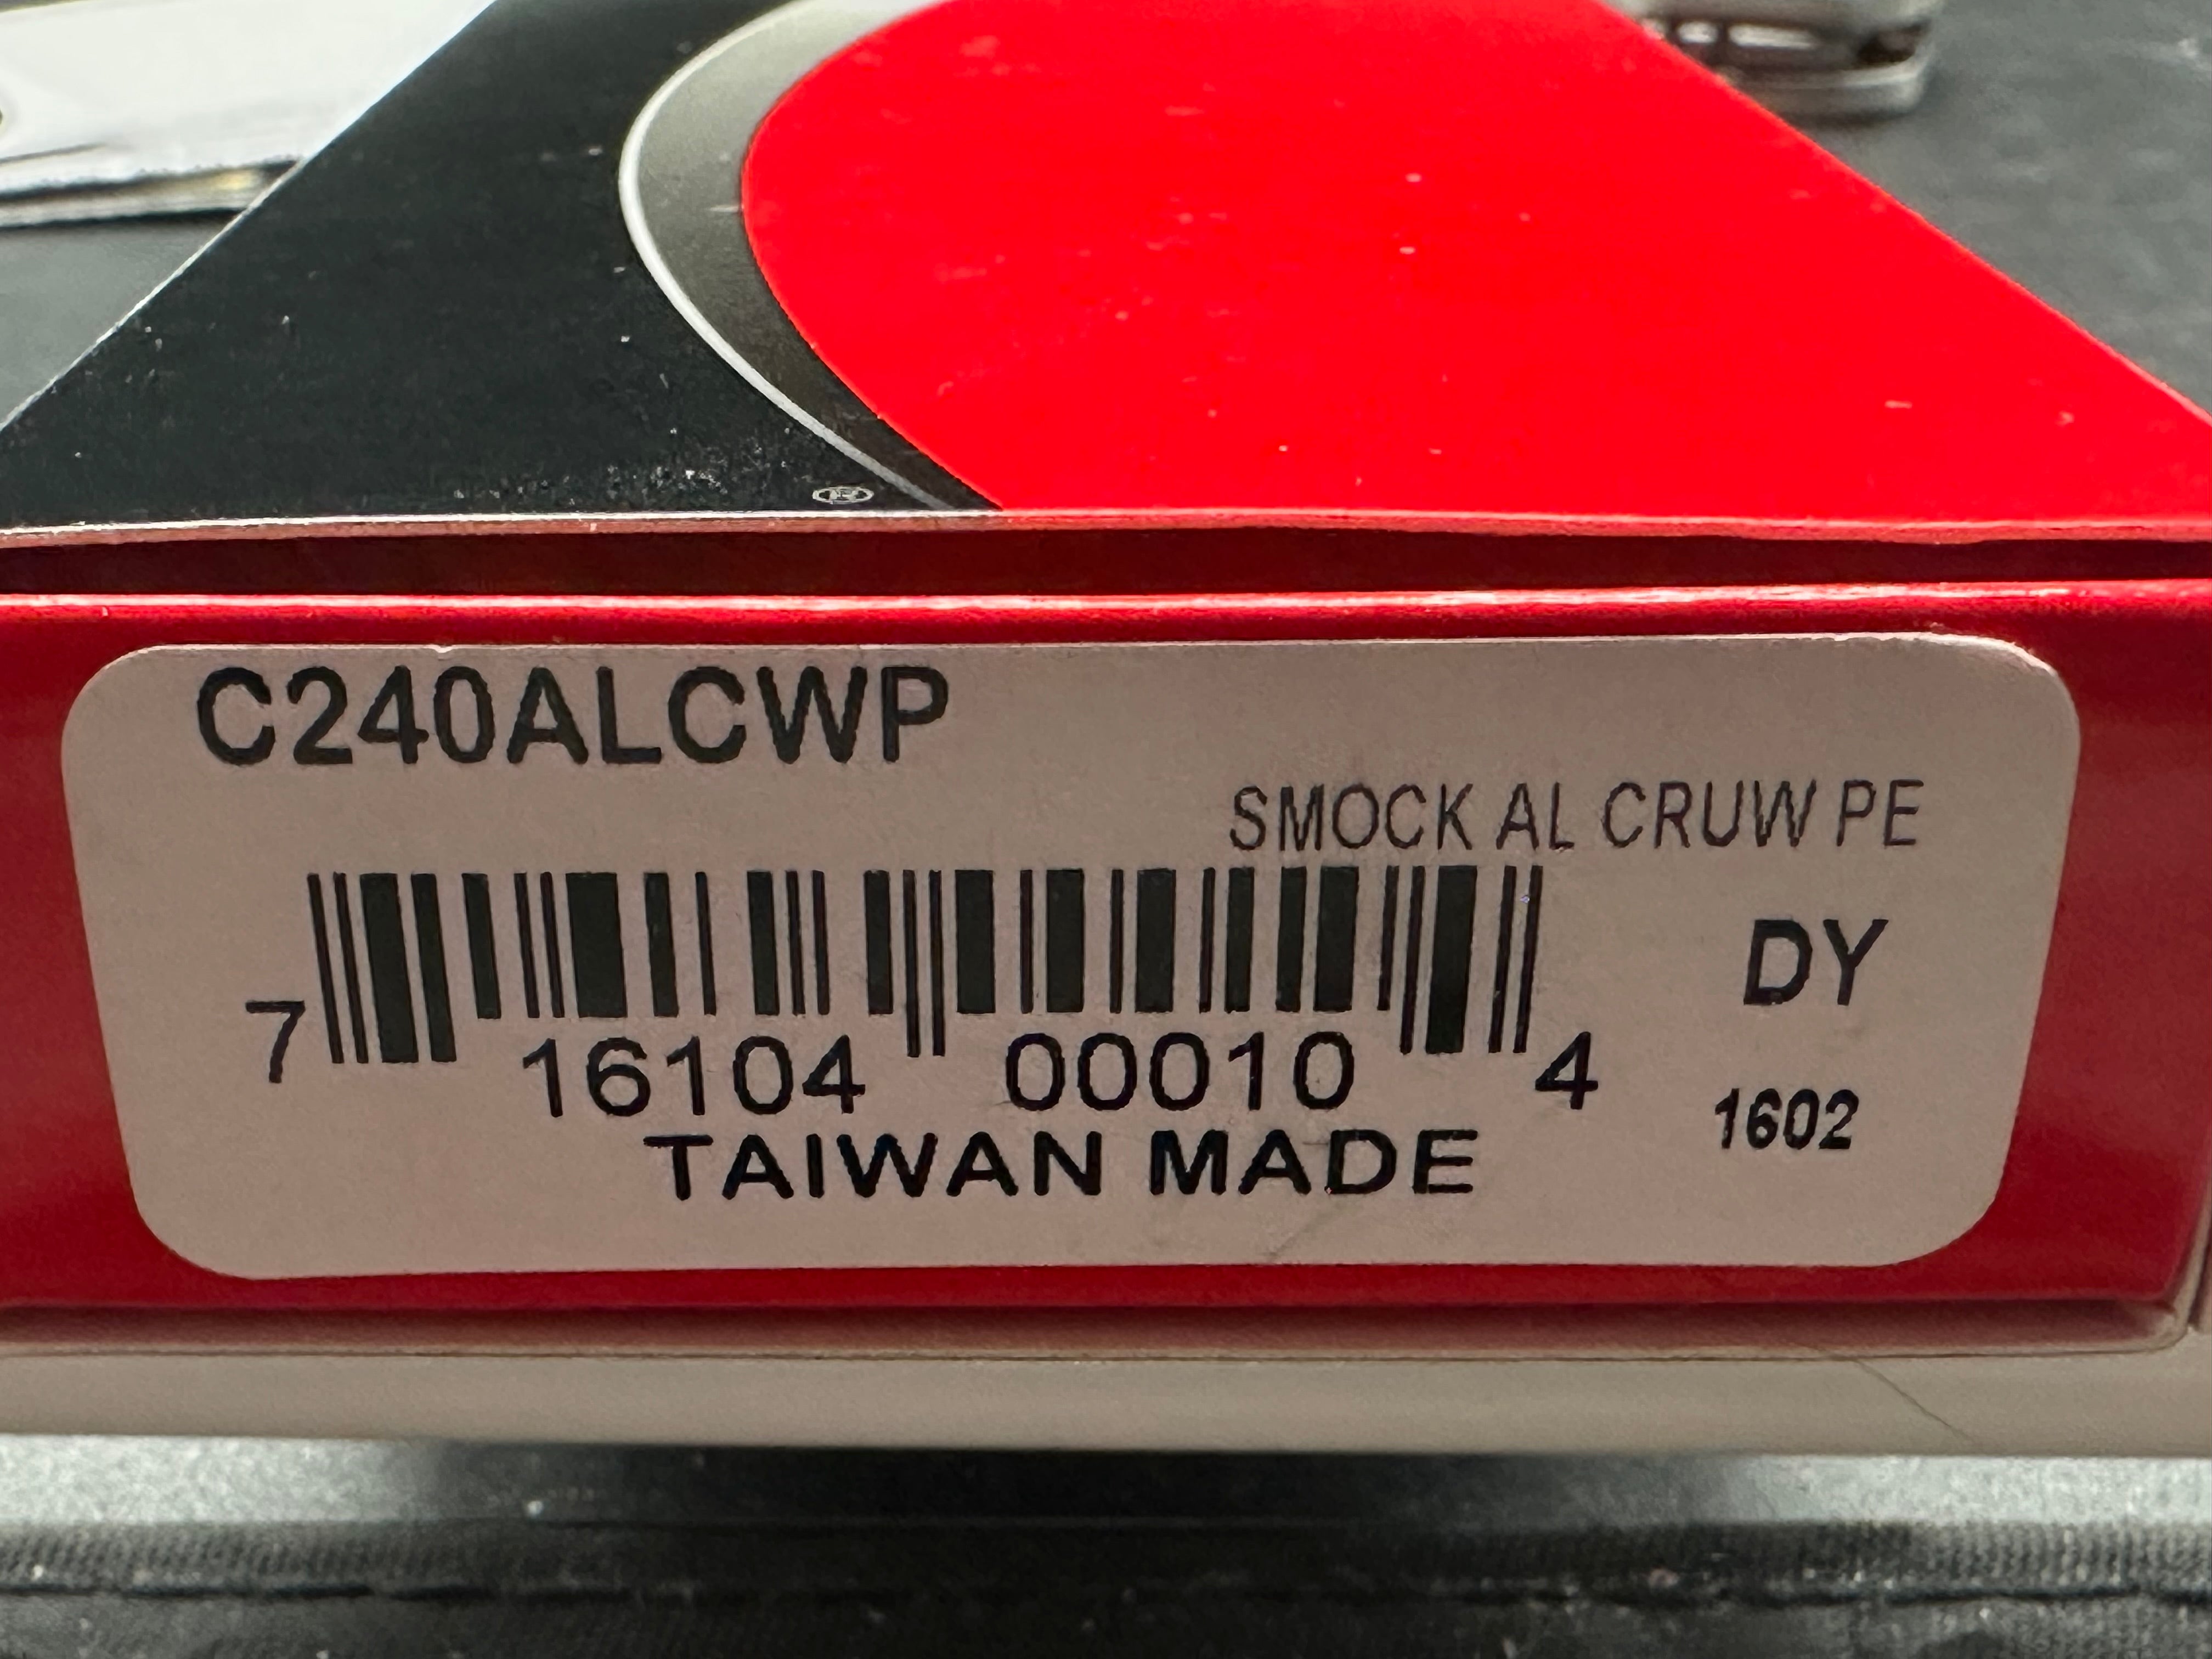 ®
C240ALCWP
SMOCK AL CRUW PE
DY
7 16104 00010 4
1602
TAIWAN MADE